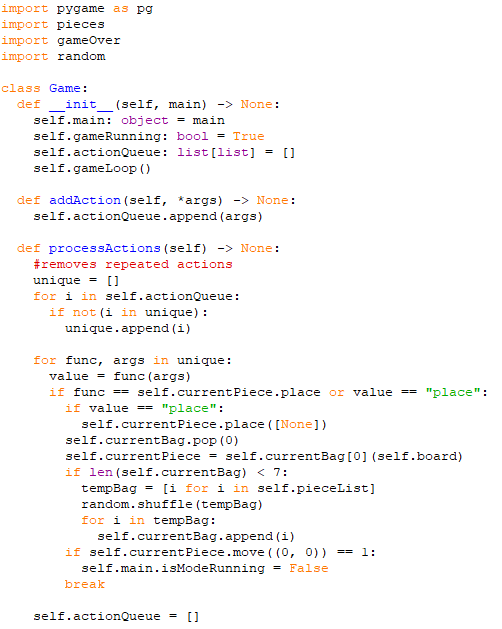 import pygame as pg
import pieces
import gameOver
import random

class Game:
  def __init__(self, main) -> None:
    self.main: object = main
    self.gameRunning: bool = True
    self.actionQueue: list[list] = []
    self.gameLoop()

  def addAction(self, *args) -> None:
    self.actionQueue.append(args)

  def processActions(self) -> None:
    #removes repeated actions
    unique = []
    for i in self.actionQueue:
      if not(i in unique):
        unique.append(i)

    for func, args in unique:
      value = func(args)
      if func == self.currentPiece.place or value == "place":
        if value == "place":
          self.currentPiece.place([None])
        self.currentBag.pop(0)
        self.currentPiece = self.currentBag[0](self.board)
        if len(self.currentBag) < 7:
          tempBag = [i for i in self.pieceList]
          random.shuffle(tempBag)
          for i in tempBag:
            self.currentBag.append(i)
        if self.currentPiece.move((0, 0)) == 1:
          self.main.isModeRunning = False
        break

    self.actionQueue = []